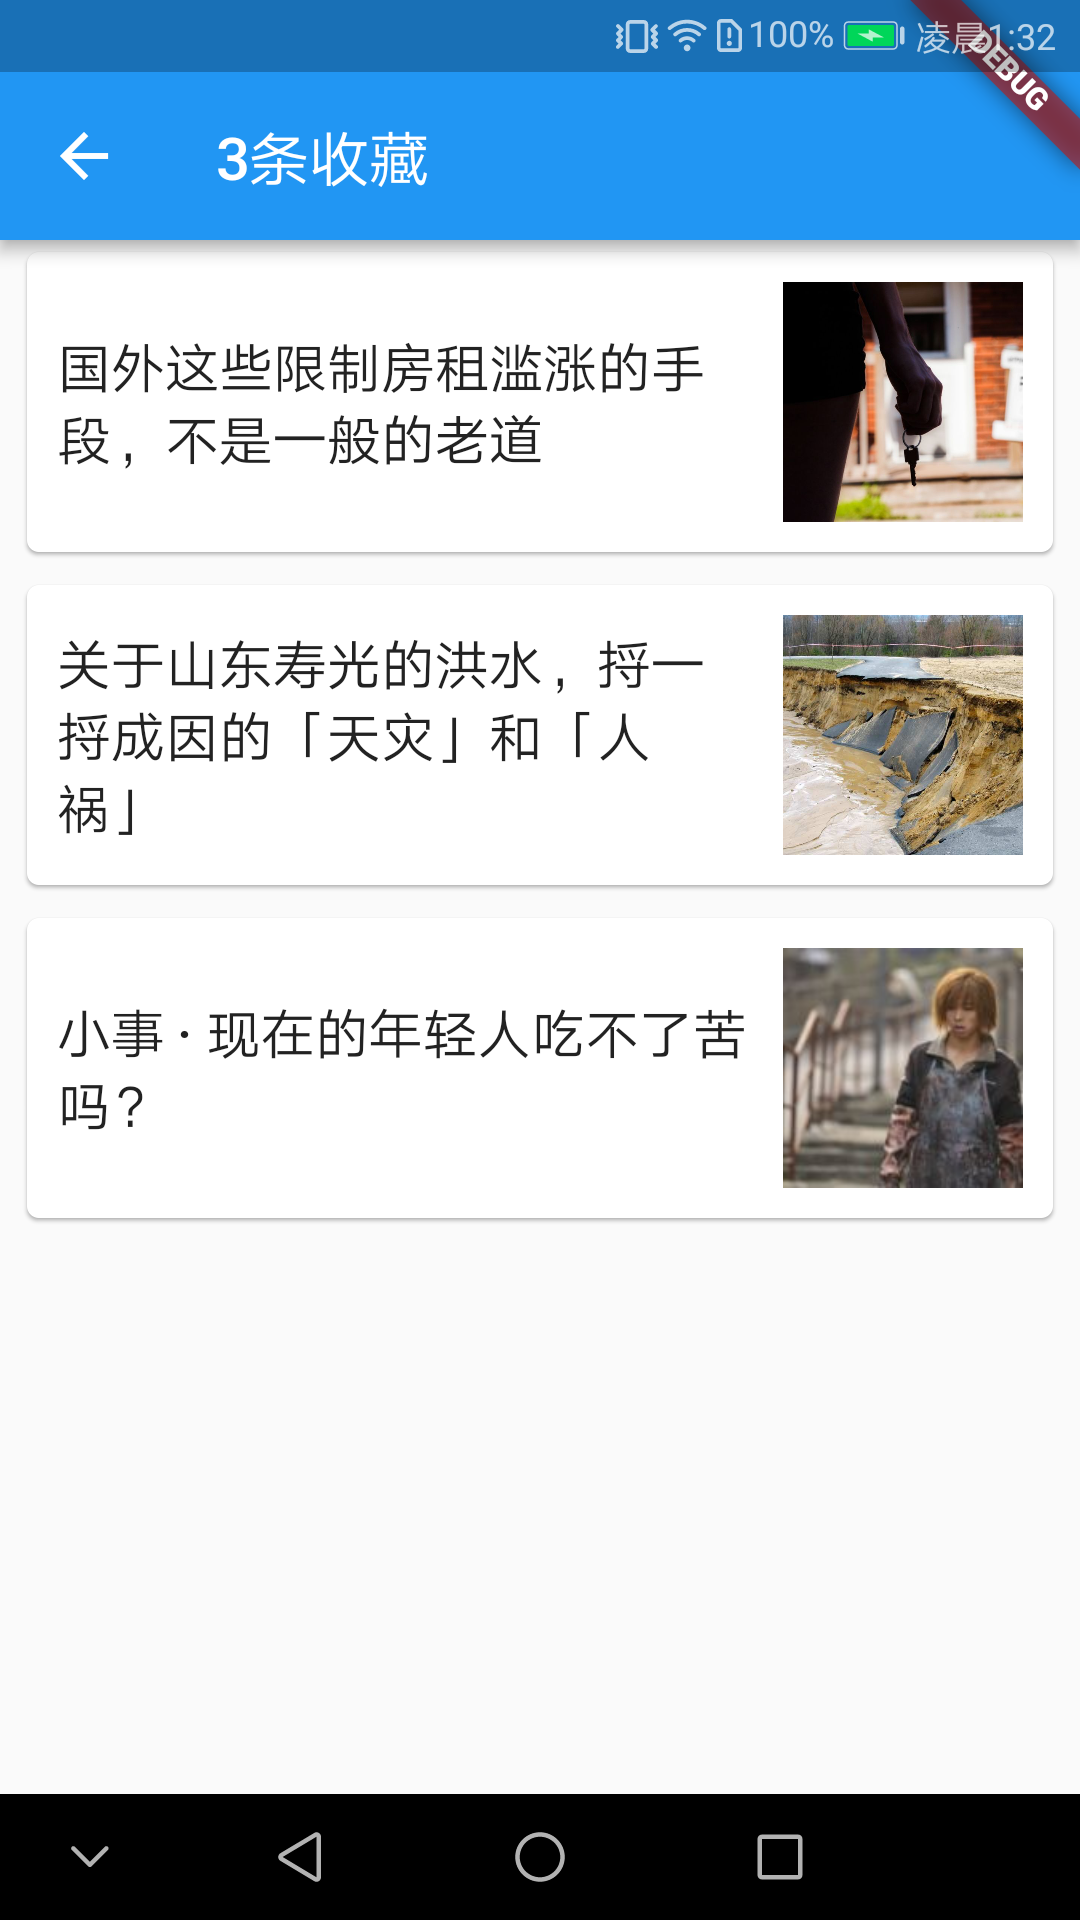 100% 凌晨1:32
DEBUG
3条收藏
国外这些限制房租滥涨的手
段，不是一般的老道
关于山东寿光的洪水，捋一
捋成因的「天灾」和「人
祸」
小事 · 现在的年轻人吃不了苦
吗？